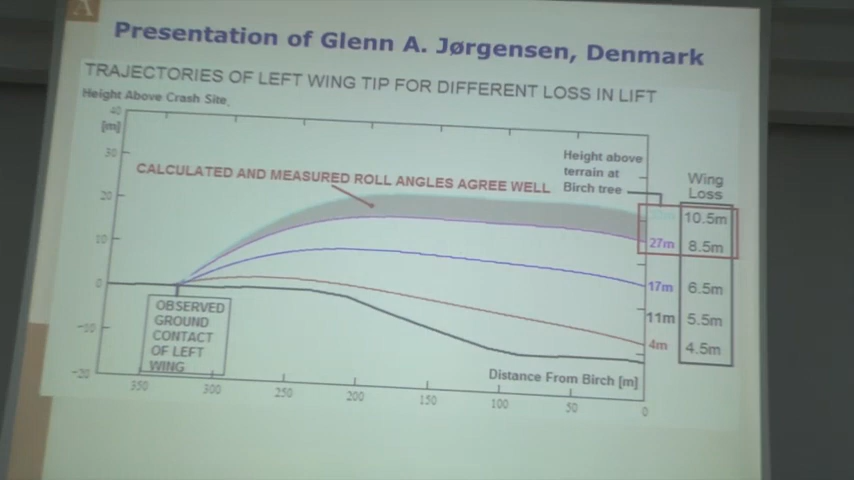 A
Presentation of Glenn A. Jørgensen, Denmark
TRAJECTORIES OF LEFT WING TIP FOR DIFFERENT LOSS IN LIFT
Height Above Crash Site,
40
[m]
30
20
10
0
-10
-20
CALCULATED AND MEASURED ROLL ANGLES AGREE WELL
Height above
terrain at
Birch tree
Wing
Loss
10.5m
27m 8.5m
17m 6.5m
11m 5.5m
4m 4.5m
OBSERVED
GROUND
CONTACT
OF LEFT
WING
Distance From Birch [m]
350 300 250 200 150 100 50 0